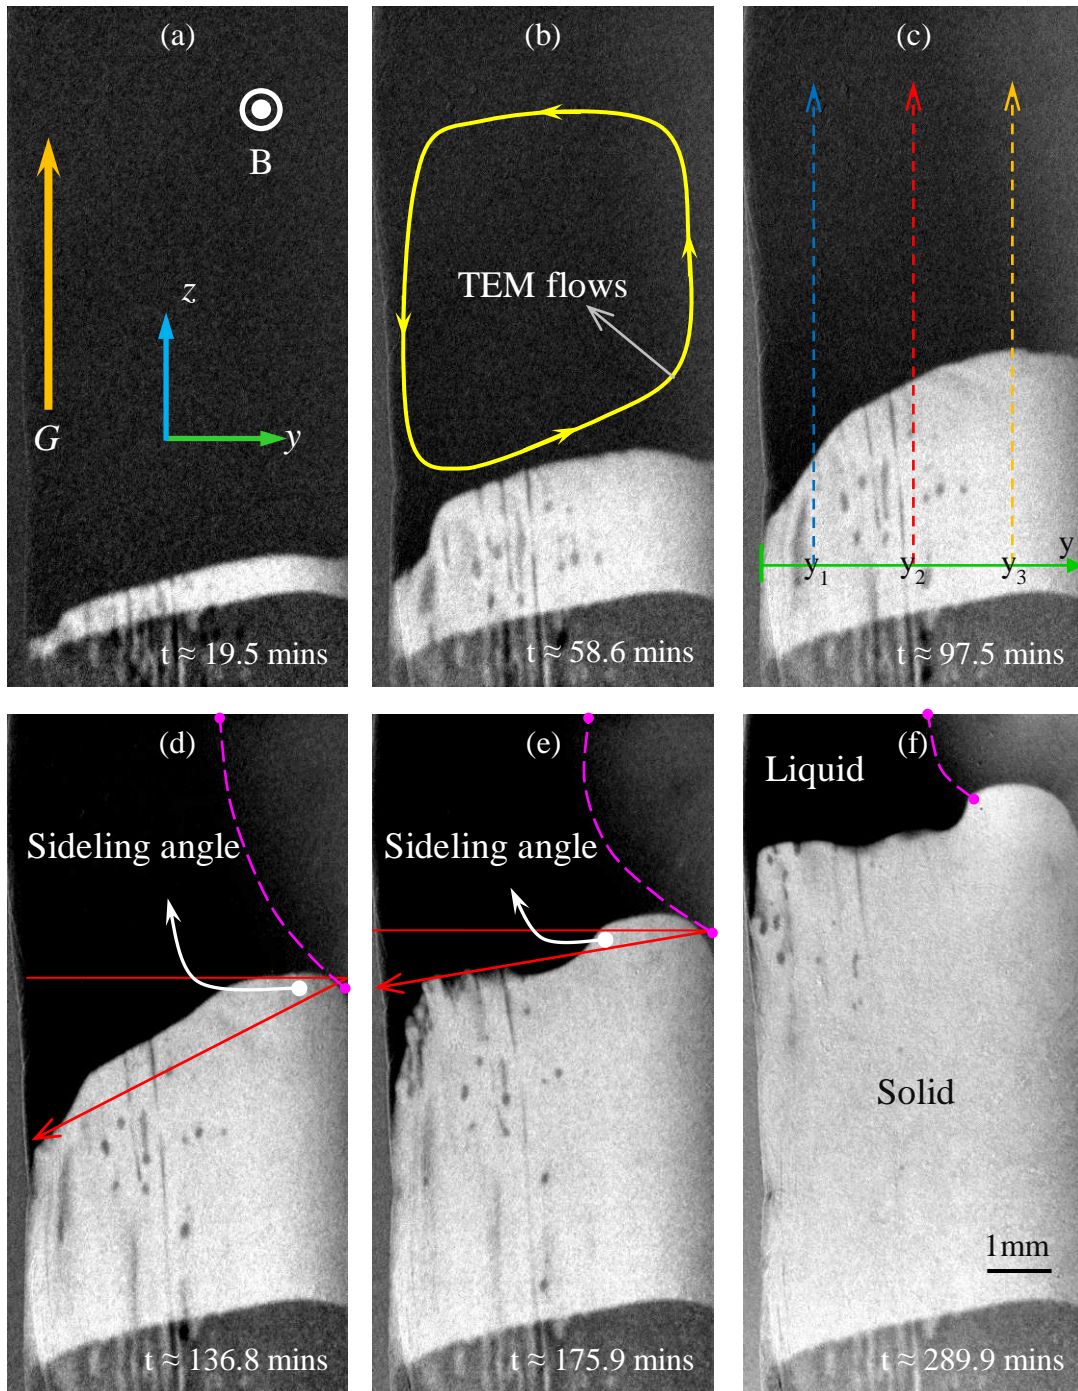 (a)
B
G
z
y
t ≈ 19.5 mins
(b)
TEM flows
t ≈ 58.6 mins
(c)
y
y₁
y₂
y₃
t ≈ 97.5 mins
(d)
Sideling angle
t ≈ 136.8 mins
(e)
Sideling angle
t ≈ 175.9 mins
(f)
Liquid
Solid
1mm
t ≈ 289.9 mins